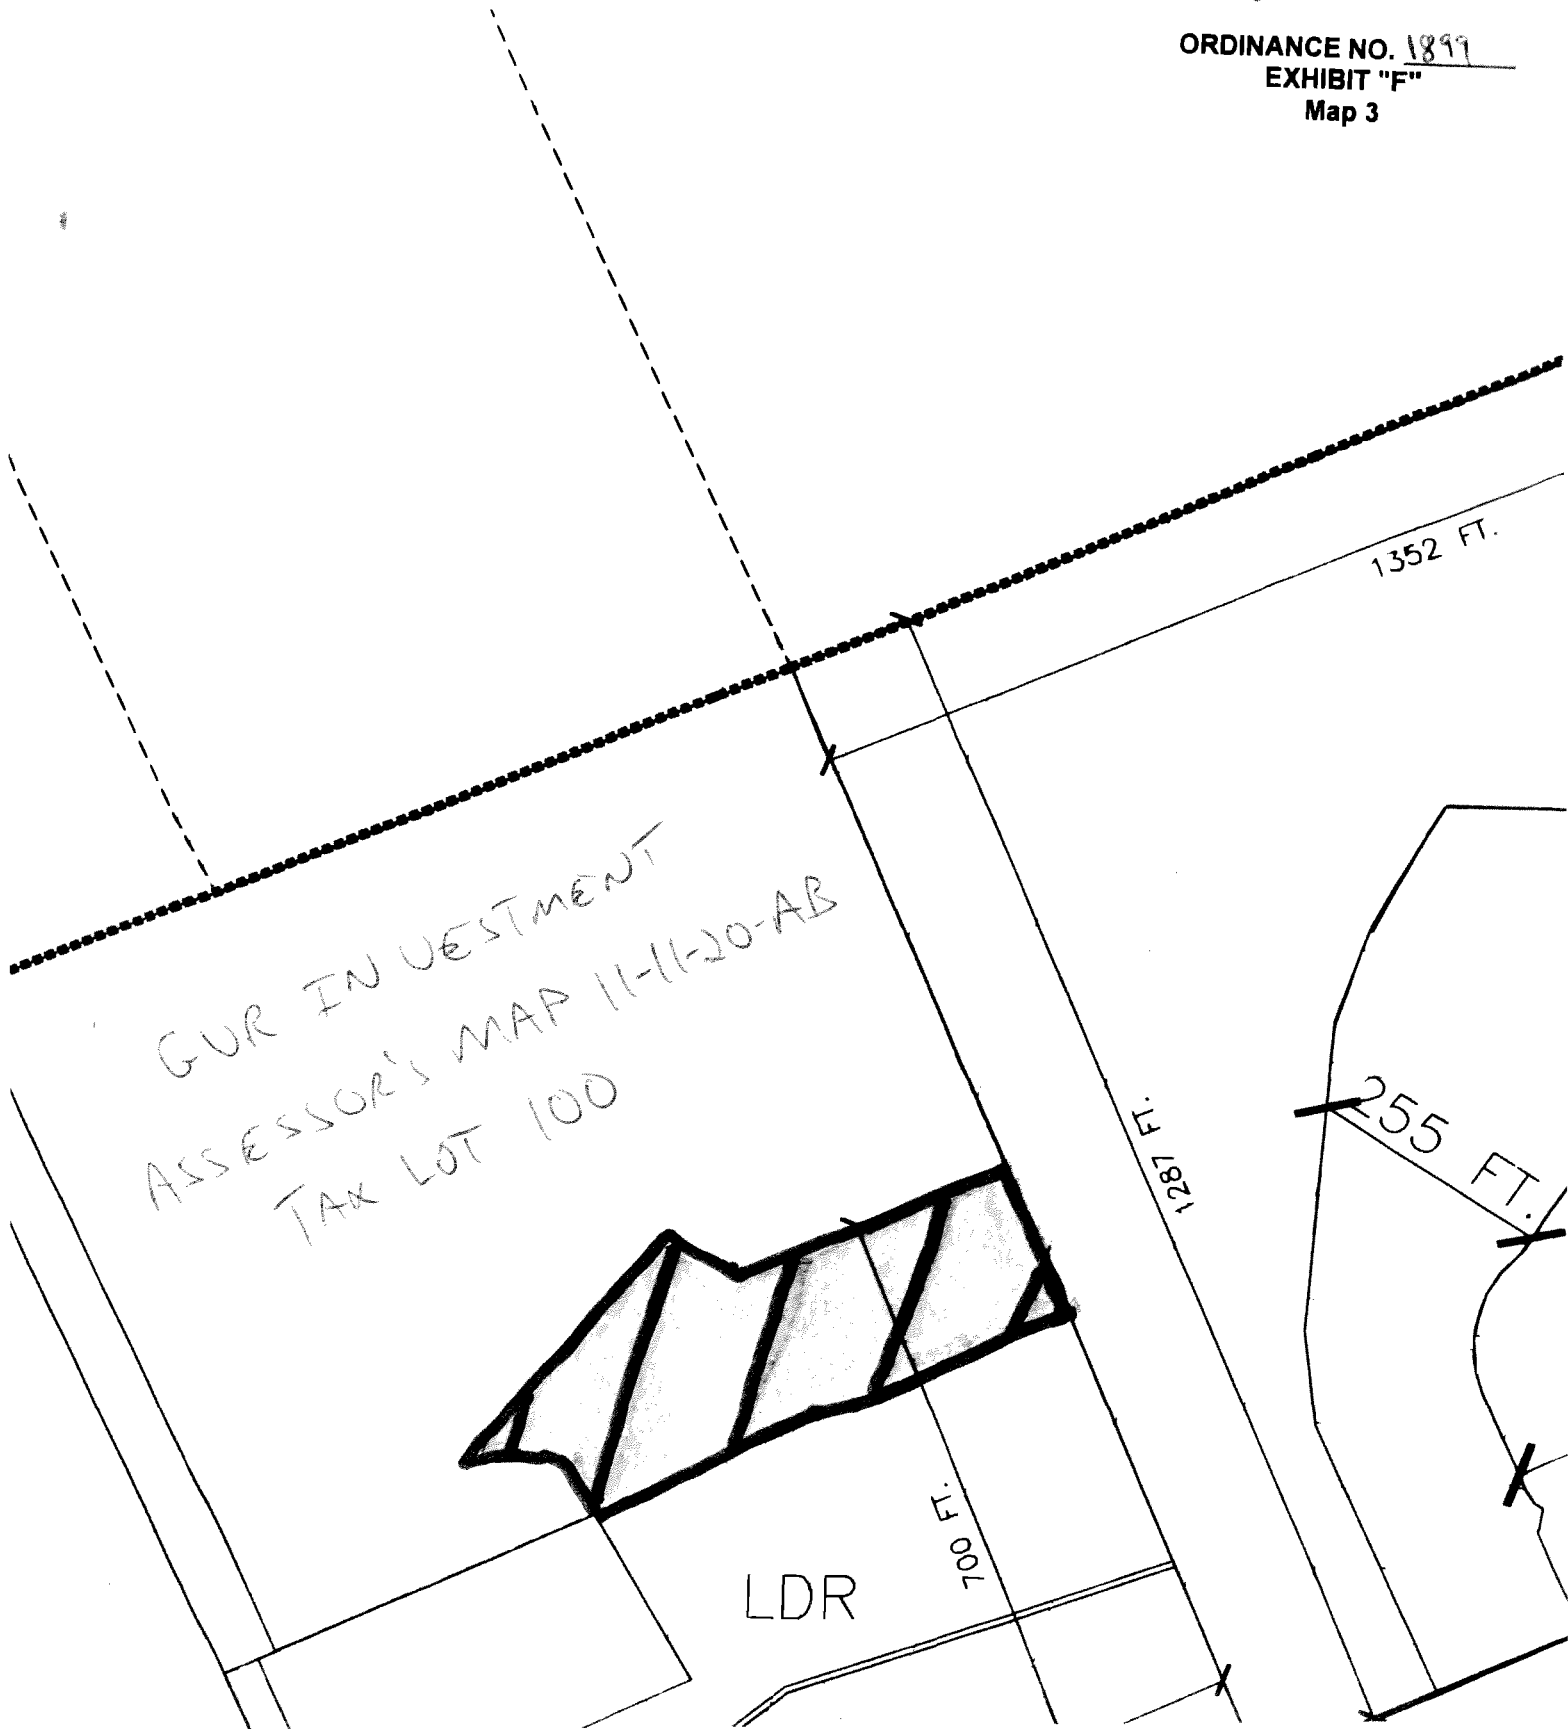 ORDINANCE NO. 1899
EXHIBIT "F"
Map 3
1352 FT.
GUR INVESTMENT
ASSESSOR'S MAP 11-11-20-AB
TAX LOT 100
1287 FT.
255 FT.
700 FT.
LDR